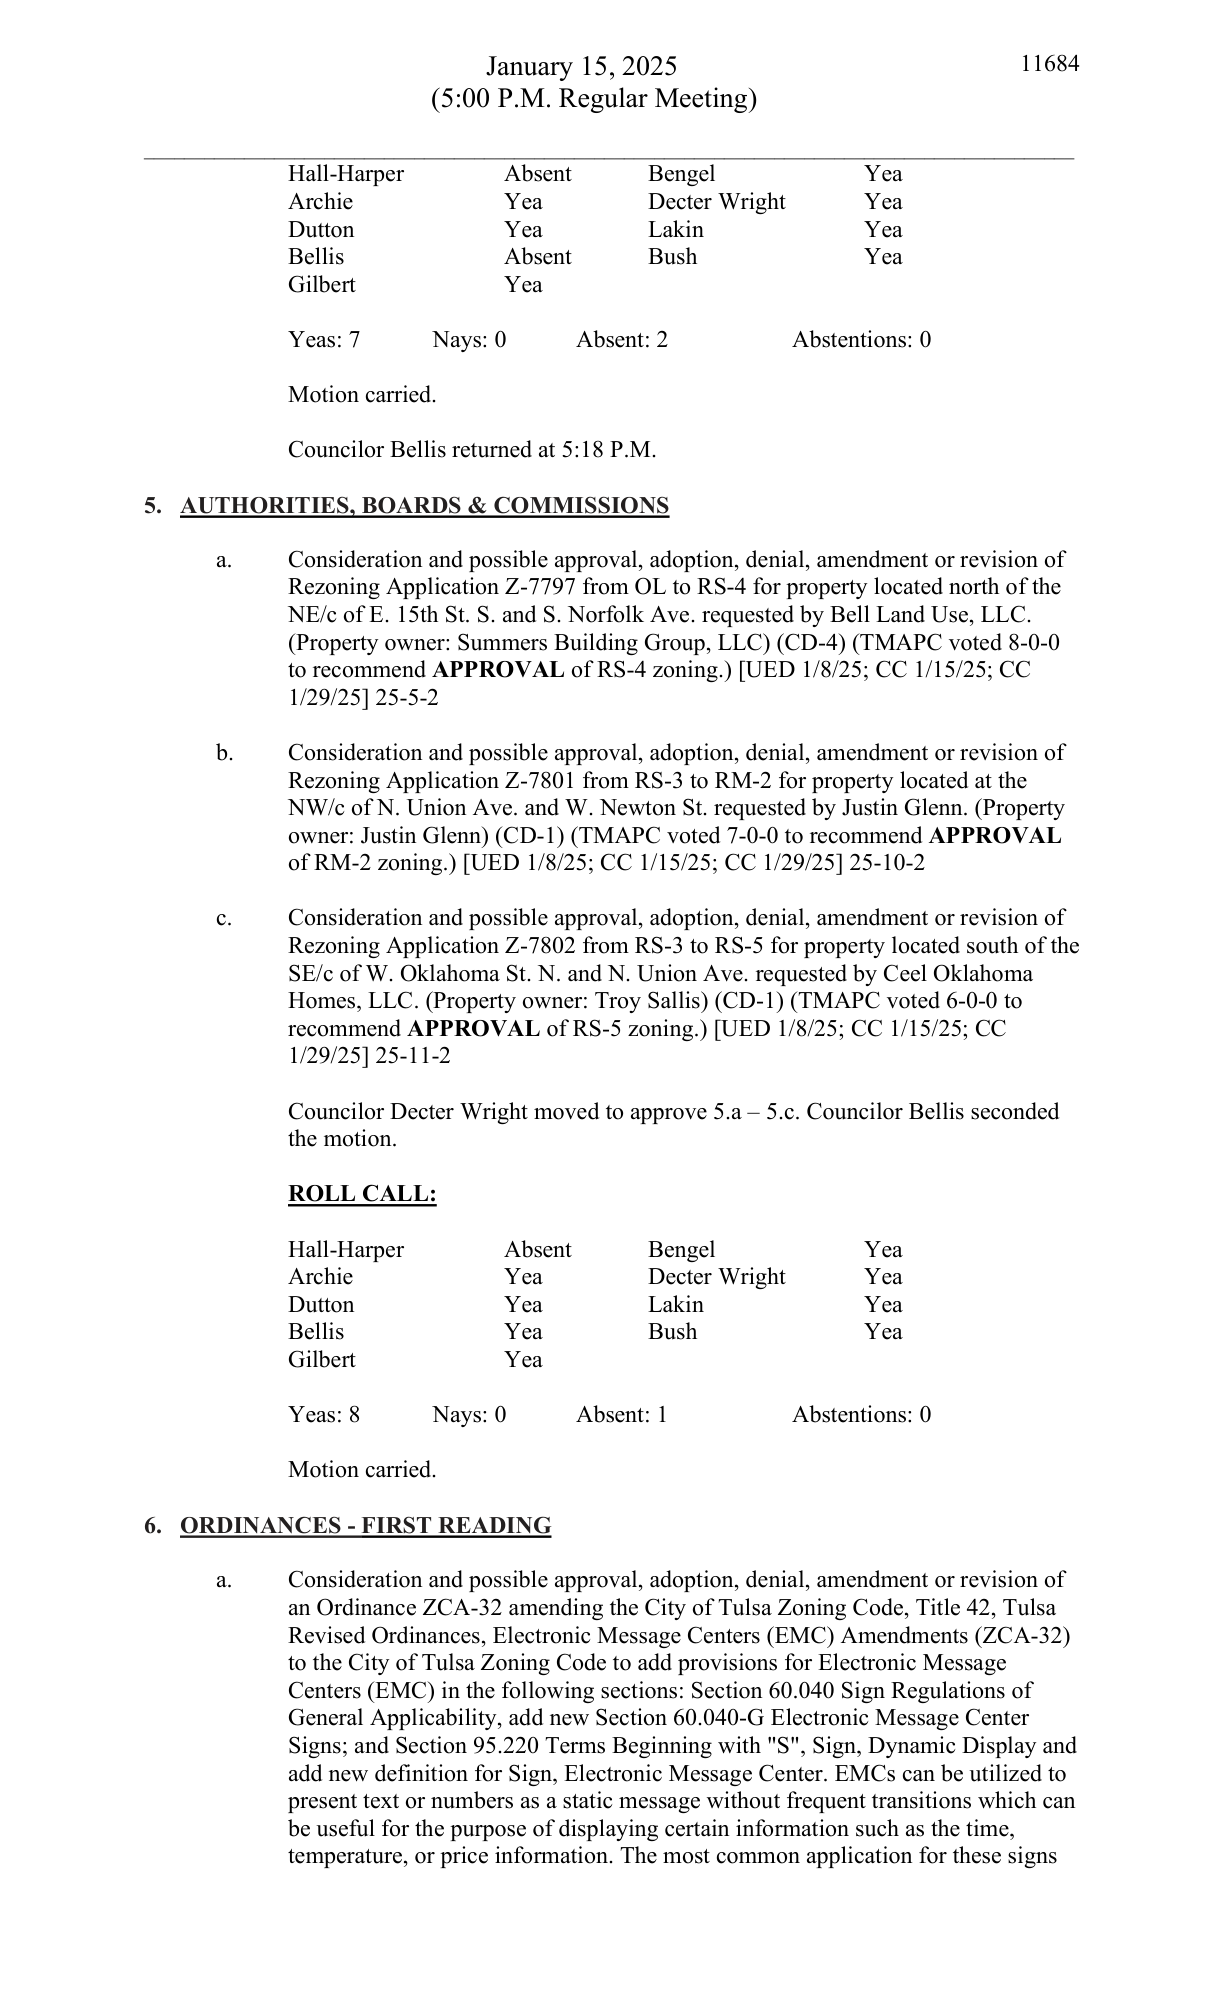 January 15, 2025 11684
(5:00 P.M. Regular Meeting)
Hall-Harper Absent Bengel Yea
Archie Yea Decter Wright Yea
Dutton Yea Lakin Yea
Bellis Absent Bush Yea
Gilbert Yea
Yeas: 7 Nays: 0 Absent: 2 Abstentions: 0
Motion carried.
Councilor Bellis returned at 5:18 P.M.
5. AUTHORITIES, BOARDS & COMMISSIONS
a. Consideration and possible approval, adoption, denial, amendment or revision of
Rezoning Application Z-7797 from OL to RS-4 for property located north of the
NE/c of E. 15th St. S. and S. Norfolk Ave. requested by Bell Land Use, LLC.
(Property owner: Summers Building Group, LLC) (CD-4) (TMAPC voted 8-0-0
to recommend APPROVAL of RS-4 zoning.) [UED 1/8/25; CC 1/15/25; CC
1/29/25] 25-5-2
b. Consideration and possible approval, adoption, denial, amendment or revision of
Rezoning Application Z-7801 from RS-3 to RM-2 for property located at the
NW/c of N. Union Ave. and W. Newton St. requested by Justin Glenn. (Property
owner: Justin Glenn) (CD-1) (TMAPC voted 7-0-0 to recommend APPROVAL
of RM-2 zoning.) [UED 1/8/25; CC 1/15/25; CC 1/29/25] 25-10-2
c. Consideration and possible approval, adoption, denial, amendment or revision of
Rezoning Application Z-7802 from RS-3 to RS-5 for property located south of the
SE/c of W. Oklahoma St. N. and N. Union Ave. requested by Ceel Oklahoma
Homes, LLC. (Property owner: Troy Sallis) (CD-1) (TMAPC voted 6-0-0 to
recommend APPROVAL of RS-5 zoning.) [UED 1/8/25; CC 1/15/25; CC
1/29/25] 25-11-2
Councilor Decter Wright moved to approve 5.a – 5.c. Councilor Bellis seconded
the motion.
ROLL CALL:
Hall-Harper Absent Bengel Yea
Archie Yea Decter Wright Yea
Dutton Yea Lakin Yea
Bellis Yea Bush Yea
Gilbert Yea
Yeas: 8 Nays: 0 Absent: 1 Abstentions: 0
Motion carried.
6. ORDINANCES - FIRST READING
a. Consideration and possible approval, adoption, denial, amendment or revision of
an Ordinance ZCA-32 amending the City of Tulsa Zoning Code, Title 42, Tulsa
Revised Ordinances, Electronic Message Centers (EMC) Amendments (ZCA-32)
to the City of Tulsa Zoning Code to add provisions for Electronic Message
Centers (EMC) in the following sections: Section 60.040 Sign Regulations of
General Applicability, add new Section 60.040-G Electronic Message Center
Signs; and Section 95.220 Terms Beginning with "S", Sign, Dynamic Display and
add new definition for Sign, Electronic Message Center. EMCs can be utilized to
present text or numbers as a static message without frequent transitions which can
be useful for the purpose of displaying certain information such as the time,
temperature, or price information. The most common application for these signs